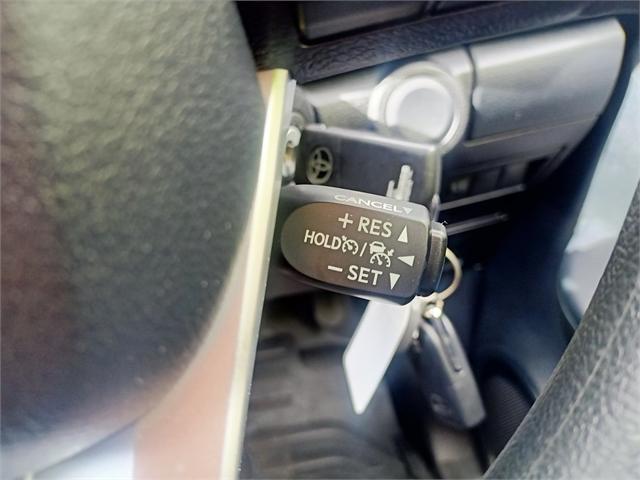 CANCEL
+ RES
HOLD /
− SET